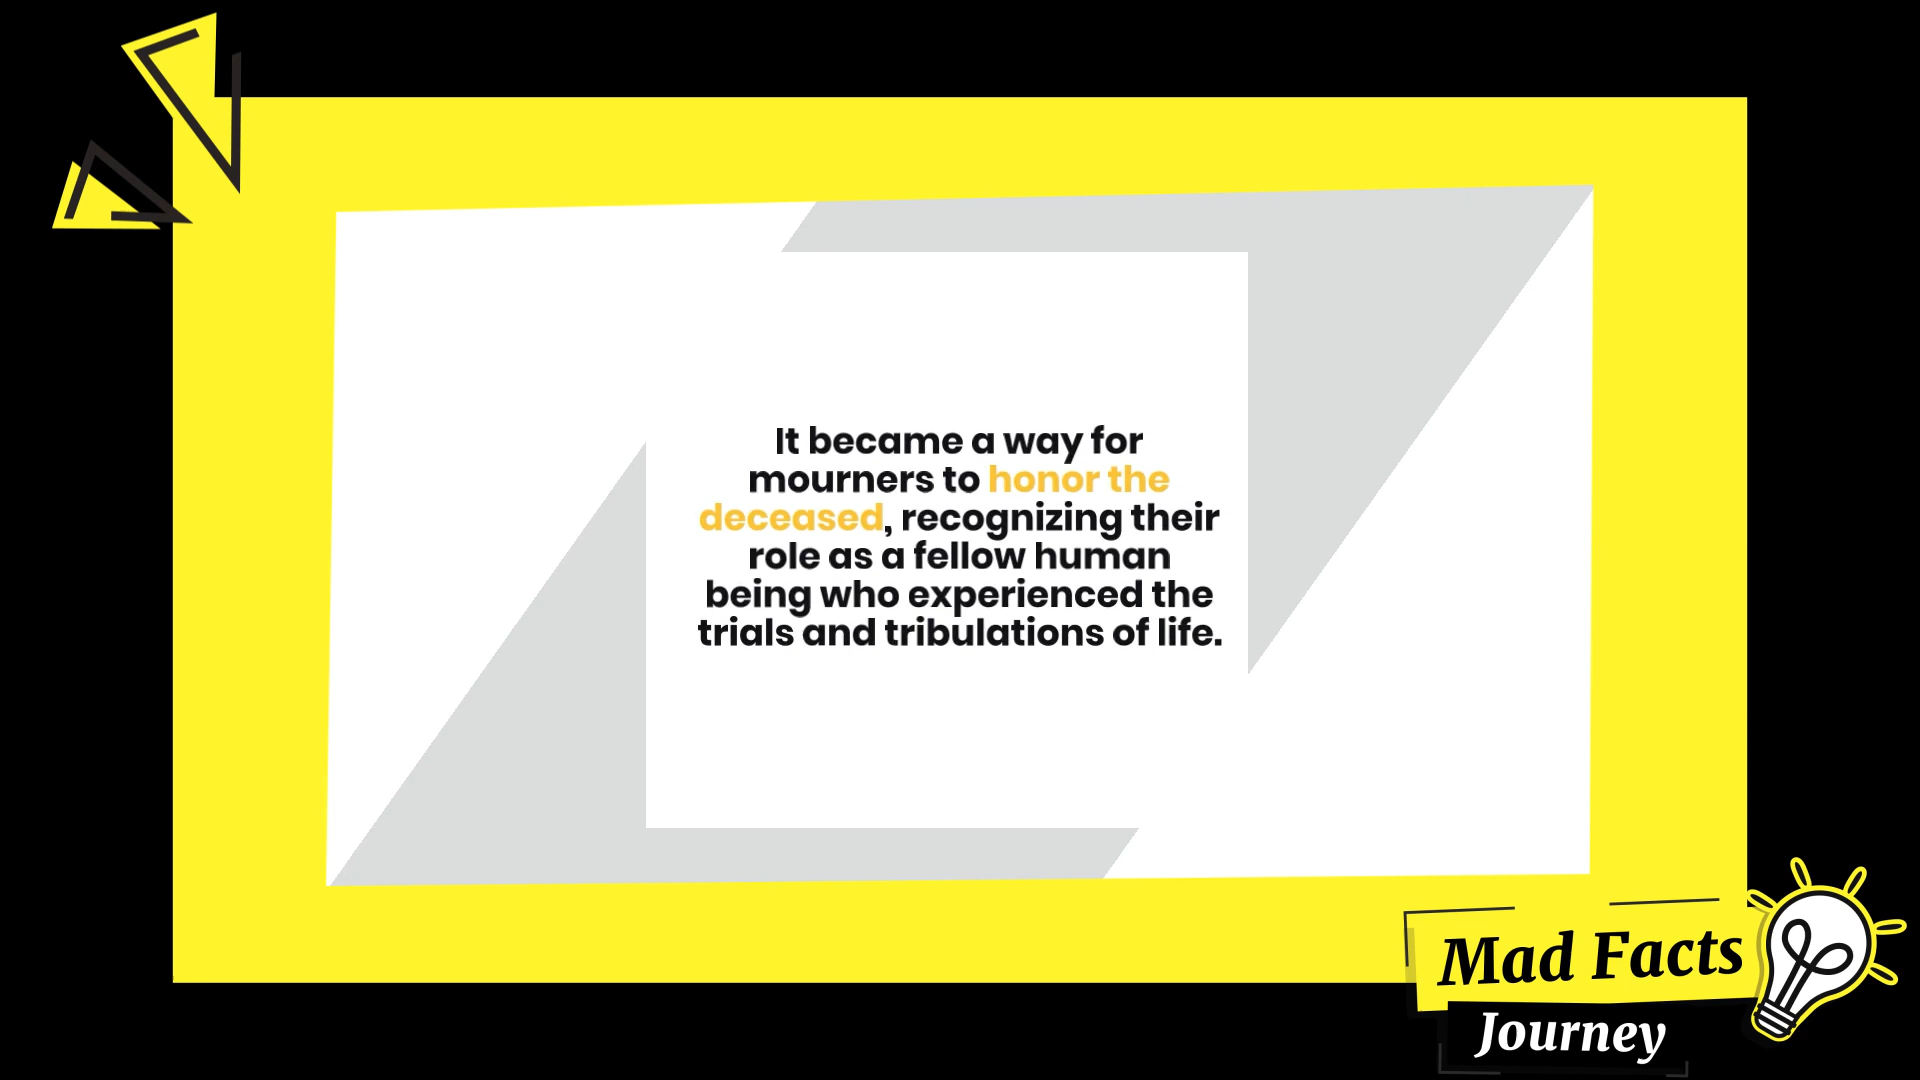 It became a way for
mourners to honor the
deceased, recognizing their
role as a fellow human
being who experienced the
trials and tribulations of life.
Mad Facts
Journey